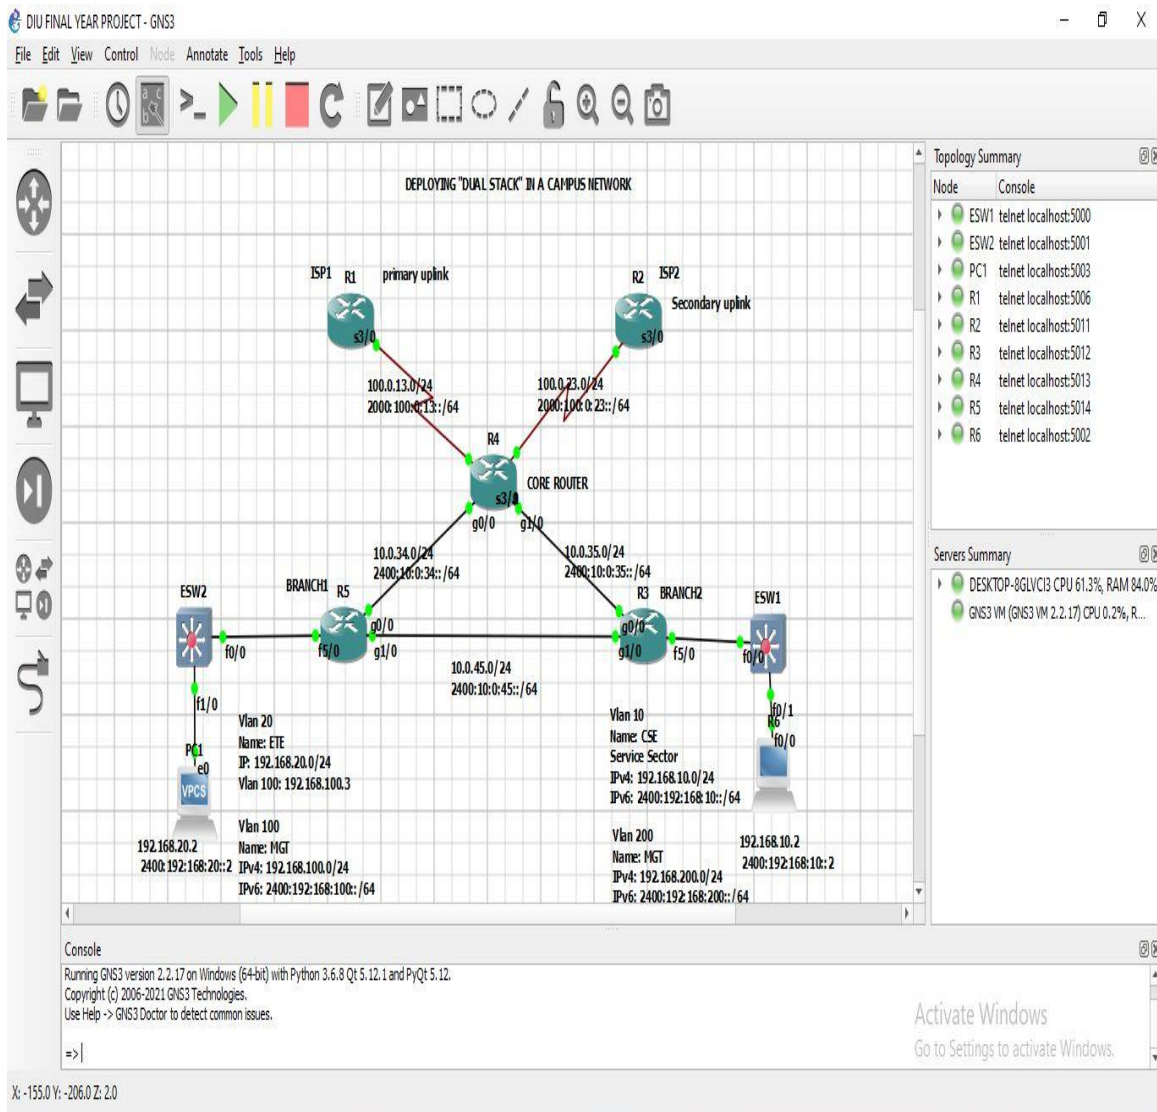 DIU FINAL YEAR PROJECT - GNS3
File Edit View Control Node Annotate Tools Help
DEPLOYING "DUAL STACK" IN A CAMPUS NETWORK
ISP1 R1 primary uplink
s3/0
R2 ISP2
Secondary uplink
s3/0
100.0.13.0/24
2000:100:0:13::/64
100.0.23.0/24
2000:100:0:23::/64
R4
CORE ROUTER
s3/0
g0/0
g1/0
10.0.34.0/24
2400:10:0:34::/64
10.0.35.0/24
2400:10:0:35::/64
ESW2
BRANCH1 R5
R3 BRANCH2
ESW1
f0/0
f5/0
g0/0
g1/0
g0/0
g1/0
f5/0
f0/0
10.0.45.0/24
2400:10:0:45::/64
f1/0
PC1
e0
VPCS
192.168.20.2
2400:192:168:20::2
Vlan 20
Name: ETE
IP: 192.168.20.0/24
Vlan 100: 192.168.100.3
Vlan 100
Name: MGT
IPv4: 192.168.100.0/24
IPv6: 2400:192:168:100::/64
Vlan 10
Name: CSE
Service Sector
IPv4: 192.168.10.0/24
IPv6: 2400:192:168:10::/64
Vlan 200
Name: MGT
IPv4: 192.168.200.0/24
IPv6: 2400:192:168:200::/64
f0/1
R6
f0/0
192.168.10.2
2400:192:168:10::2
Topology Summary
Node Console
ESW1 telnet localhost:5000
ESW2 telnet localhost:5001
PC1 telnet localhost:5003
R1 telnet localhost:5006
R2 telnet localhost:5011
R3 telnet localhost:5012
R4 telnet localhost:5013
R5 telnet localhost:5014
R6 telnet localhost:5002
Servers Summary
DESKTOP-8GLVCI3 CPU 61.3%, RAM 84.0%
GNS3 VM (GNS3 VM 2.2.17) CPU 0.2%, R...
Console
Running GNS3 version 2.2.17 on Windows (64-bit) with Python 3.6.8 Qt 5.12.1 and PyQt 5.12.
Copyright (c) 2006-2021 GNS3 Technologies.
Use Help -> GNS3 Doctor to detect common issues.
=>
Activate Windows
Go to Settings to activate Windows.
X: -155.0 Y: -206.0 Z: 2.0